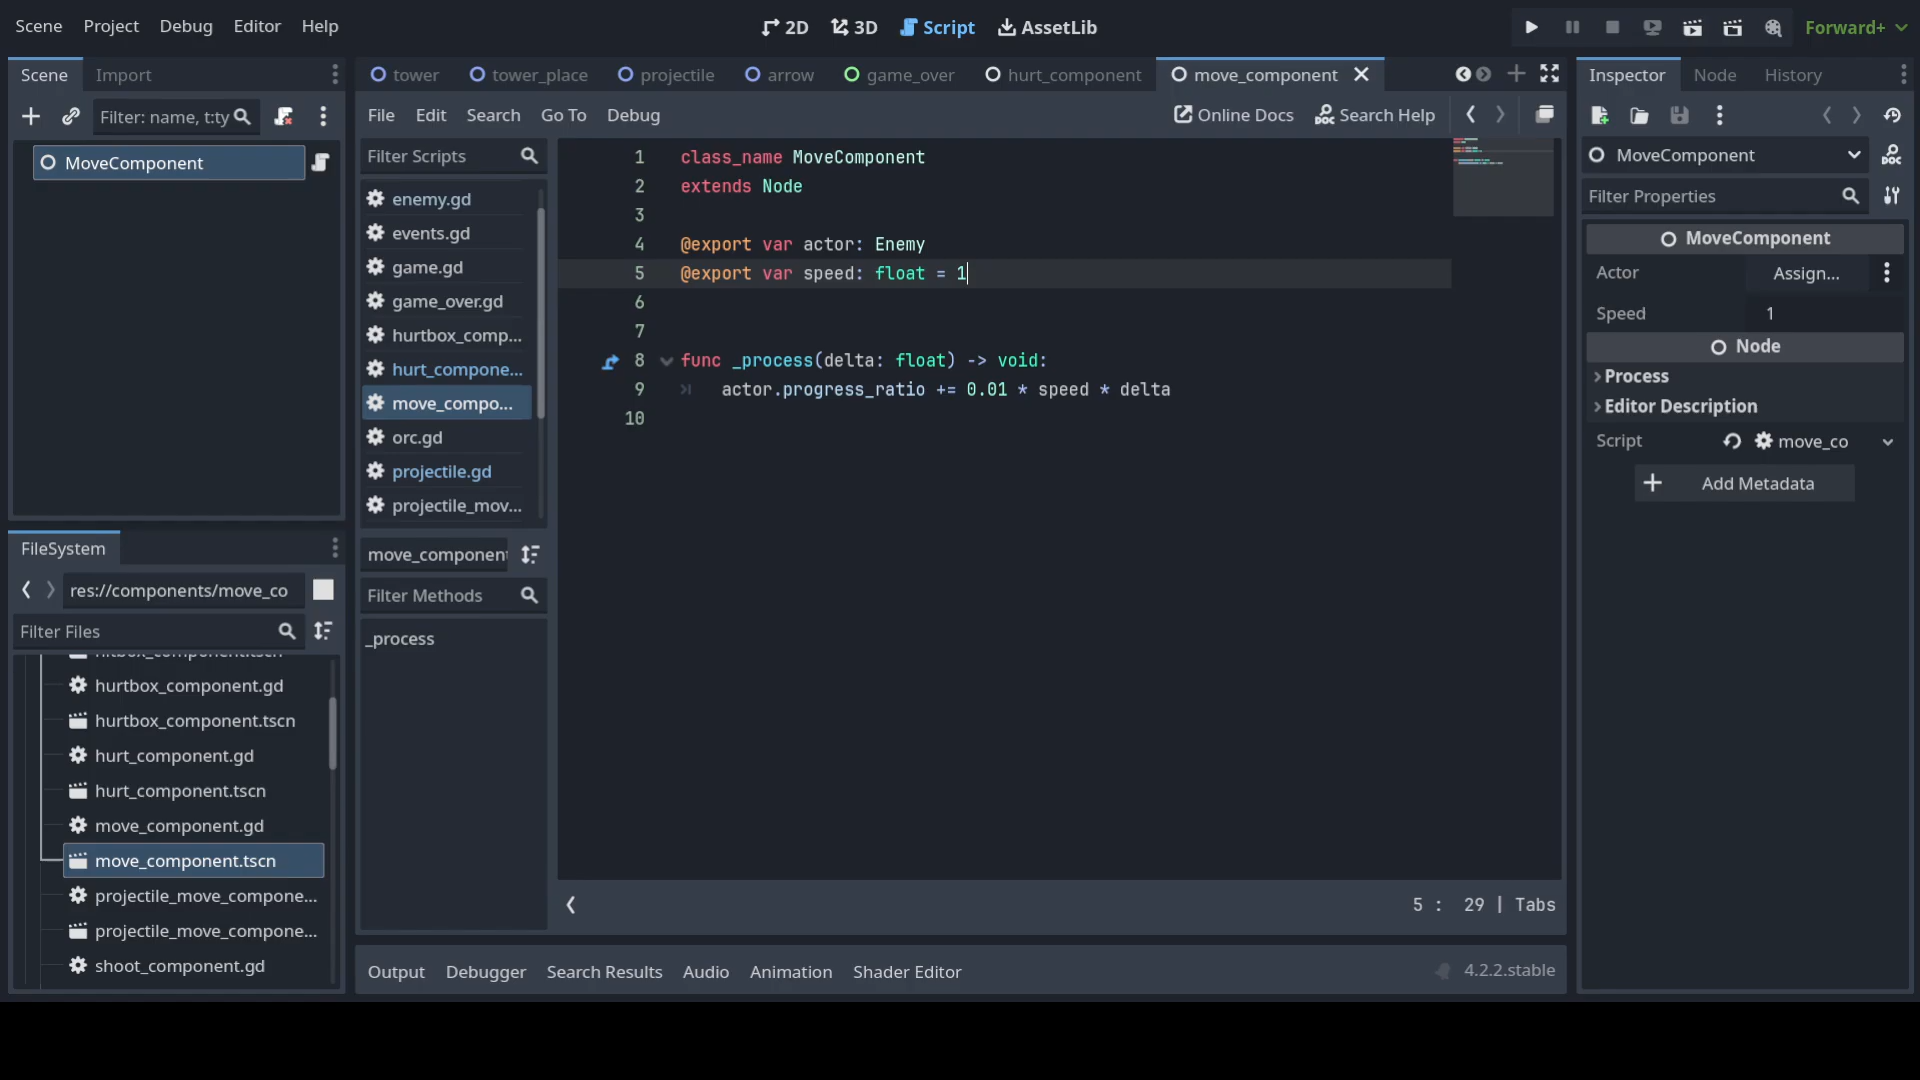 Scene Project Debug Editor Help
2D 3D Script AssetLib
Forward+
Scene Import
Filter: name, t:ty
MoveComponent
FileSystem
res://components/move_co
Filter Files
hitbox_component.tscn
hurtbox_component.gd
hurtbox_component.tscn
hurt_component.gd
hurt_component.tscn
move_component.gd
move_component.tscn
projectile_move_compone...
projectile_move_compone...
shoot_component.gd
tower tower_place projectile arrow game_over hurt_component move_component
File Edit Search Go To Debug
Online Docs Search Help
Filter Scripts
enemy.gd
events.gd
game.gd
game_over.gd
hurtbox_comp...
hurt_compone...
move_compo...
orc.gd
projectile.gd
projectile_mov...
move_component
Filter Methods
_process
1 class_name MoveComponent
2 extends Node
3
4 @export var actor: Enemy
5 @export var speed: float = 1
6
7
8 func _process(delta: float) -> void:
9 actor.progress_ratio += 0.01 * speed * delta
10
5 : 29 | Tabs
Output Debugger Search Results Audio Animation Shader Editor
4.2.2.stable
Inspector Node History
MoveComponent
Filter Properties
MoveComponent
Actor Assign...
Speed 1
Node
Process
Editor Description
Script move_co
Add Metadata